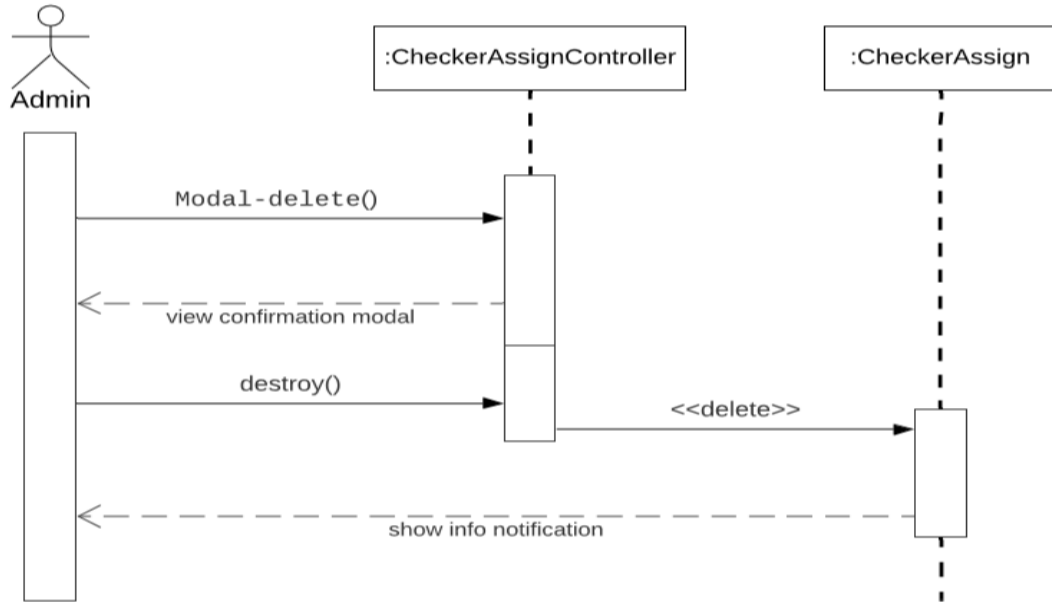 Admin
:CheckerAssignController
:CheckerAssign
Modal-delete()
view confirmation modal
destroy()
<<delete>>
show info notification